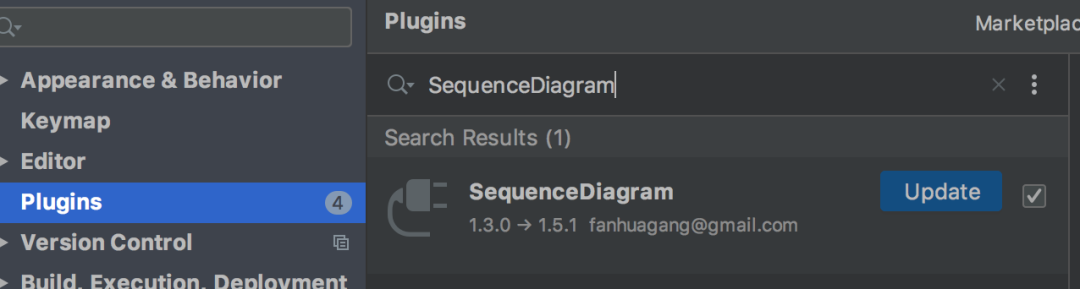 Plugins
Marketplac
Appearance & Behavior
Keymap
Editor
Plugins 4
Version Control
Build, Execution, Deployment
SequenceDiagram
Search Results (1)
SequenceDiagram
Update
1.3.0 → 1.5.1 fanhuagang@gmail.com